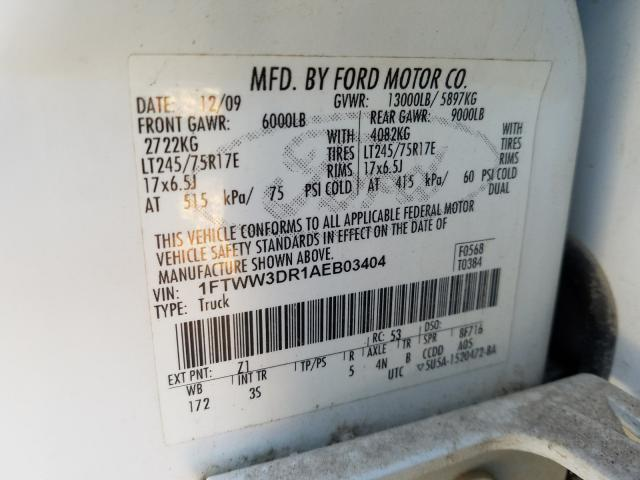 MFD. BY FORD MOTOR CO.
DATE: 12/09 GVWR: 13000LB/ 5897KG
FRONT GAWR: 6000LB REAR GAWR: 9000LB
2722KG WITH 4082KG WITH
LT245/75R17E TIRES LT245/75R17E TIRES
17x6.5J RIMS 17x6.5J RIMS
AT 515 kPa/ 75 PSI COLD AT 415 kPa/ 60 PSI COLD
DUAL
THIS VEHICLE CONFORMS TO ALL APPLICABLE FEDERAL MOTOR
VEHICLE SAFETY STANDARDS IN EFFECT ON THE DATE OF
MANUFACTURE SHOWN ABOVE.
VIN: 1FTWW3DR1AEB03404
TYPE: Truck
F0568
T0384
EXT PNT: Z1 RC: 53 DSO:
WB INT TR TP/PS R AXLE TR SPR 8F716
172 3S 5 4N B CCDD A05
UTC 5U5A-1520472-BA